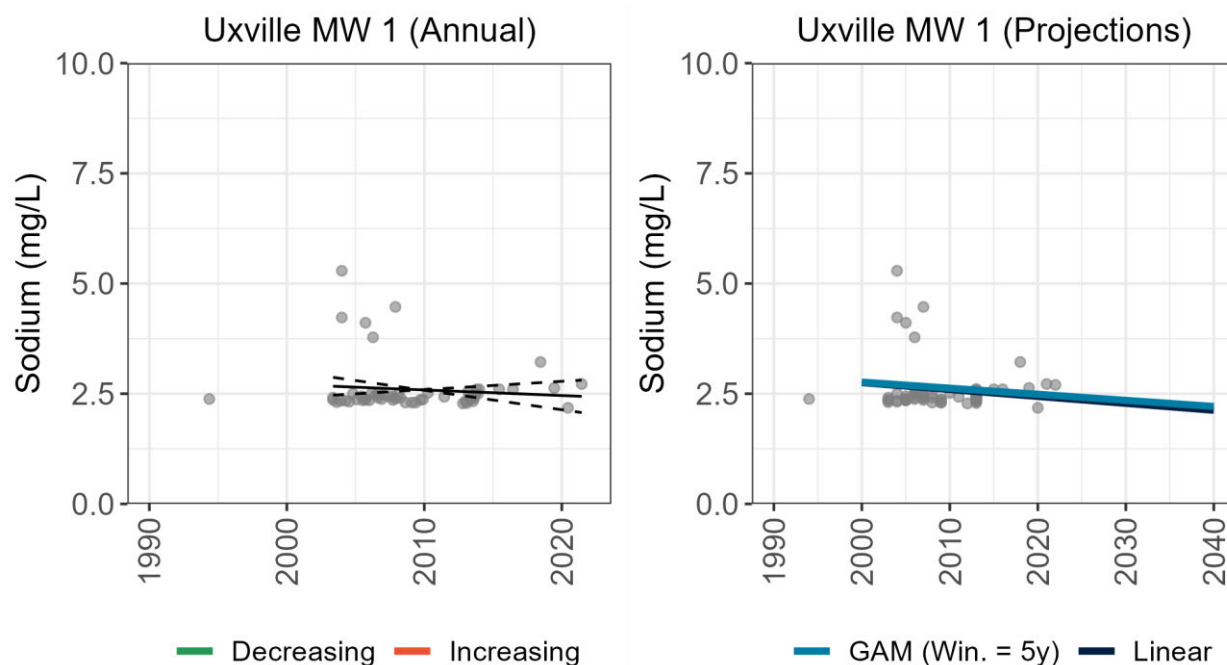 Uxville MW 1 (Annual)
Sodium (mg/L)
10.0
7.5
5.0
2.5
0.0
1990
2000
2010
2020
Decreasing
Increasing
Uxville MW 1 (Projections)
Sodium (mg/L)
10.0
7.5
5.0
2.5
0.0
1990
2000
2010
2020
2030
2040
GAM (Win. = 5y)
Linear